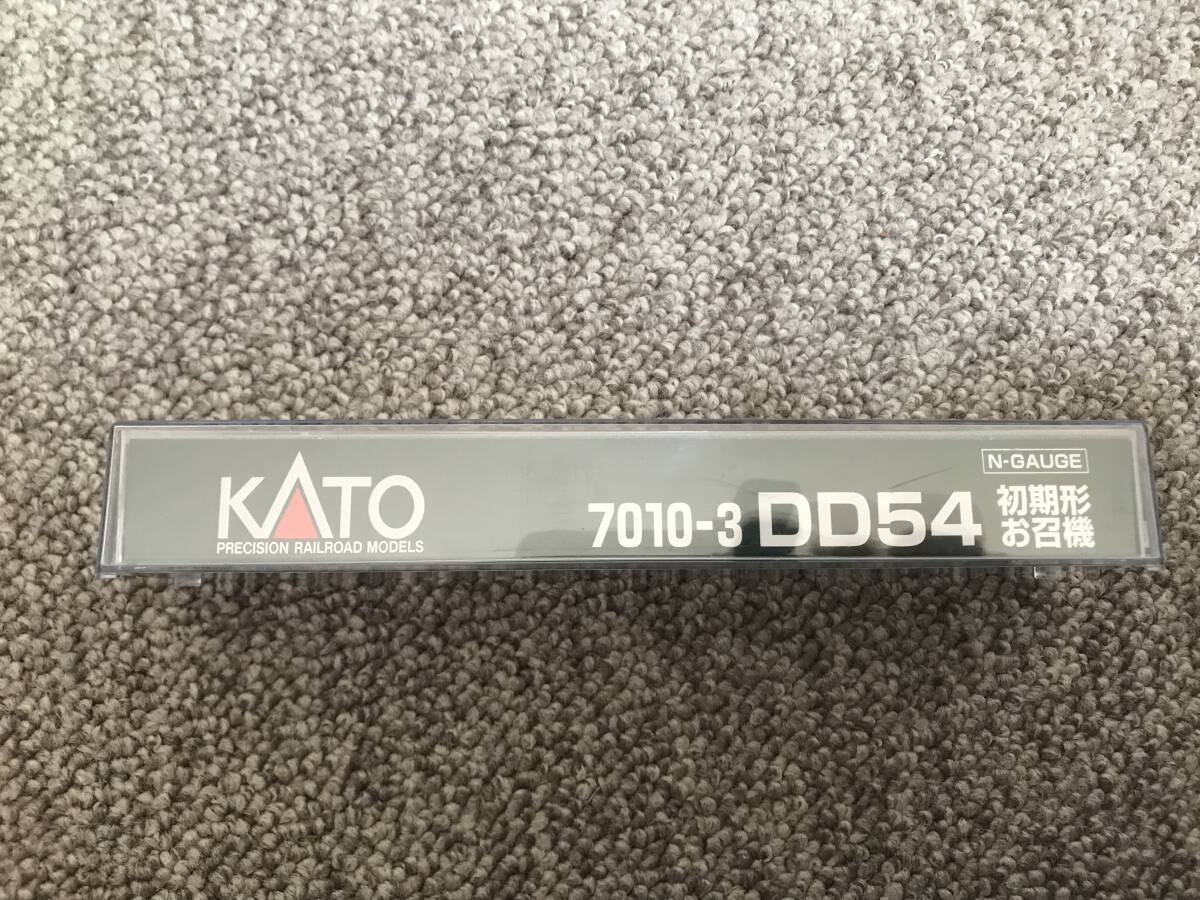 KATO
PRECISION RAILROAD MODELS
7010-3 DD54
N-GAUGE
初期形
お召機